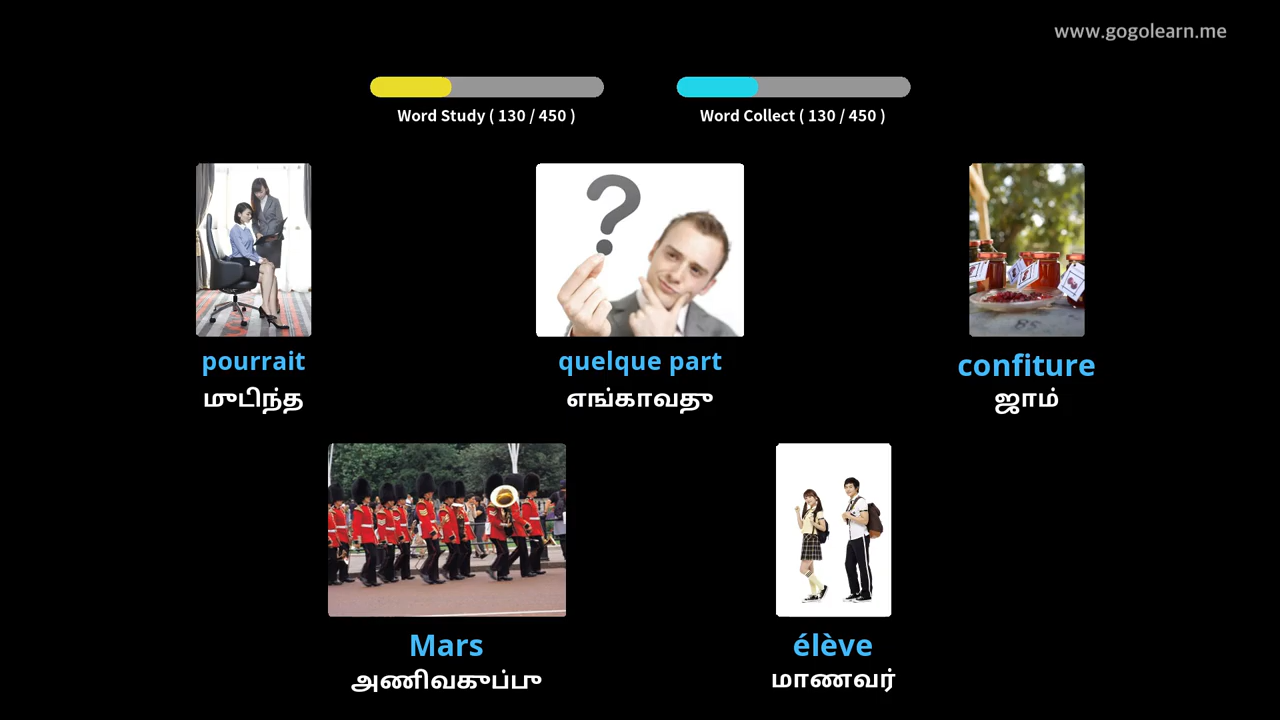 www.gogolearn.me
Word Study ( 130 / 450 )
Word Collect ( 130 / 450 )
pourrait
முடிந்த
quelque part
எங்காவது
confiture
ஜாம்
Mars
அணிவகுப்பு
élève
மாணவர்